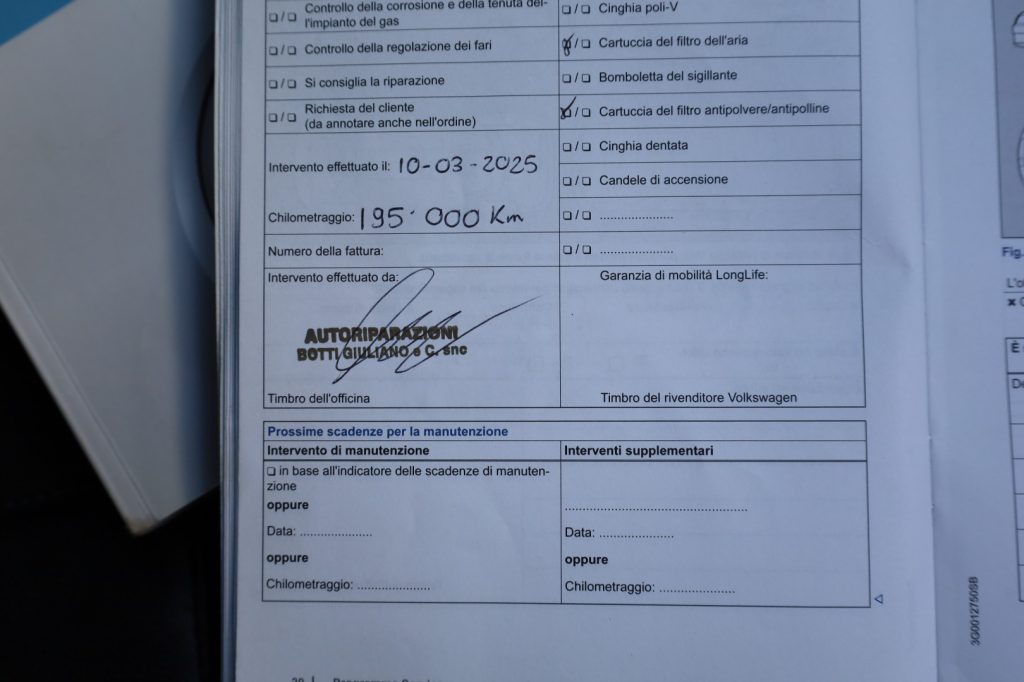 ❏ / ❏ Controllo della corrosione e della tenuta del-
l'impianto del gas
❏ / ❏ Controllo della regolazione dei fari
❏ / ❏ Si consiglia la riparazione
❏ / ❏ Richiesta del cliente
(da annotare anche nell'ordine)
Intervento effettuato il: 10-03-2025
Chilometraggio: 195.000 Km
Numero della fattura:
Intervento effettuato da:
AUTORIPARAZIONI
BOTTI GIULIANO e C. snc
Timbro dell'officina
❏ / ❏ Cinghia poli-V
❏ / ❏ Cartuccia del filtro dell'aria
❏ / ❏ Bomboletta del sigillante
❏ / ❏ Cartuccia del filtro antipolvere/antipolline
❏ / ❏ Cinghia dentata
❏ / ❏ Candele di accensione
❏ / ❏ ......................
❏ / ❏ ......................
Garanzia di mobilità LongLife:
Timbro del rivenditore Volkswagen
Prossime scadenze per la manutenzione
Intervento di manutenzione
❏ in base all'indicatore delle scadenze di manuten-
zione
oppure
Data: ......................
oppure
Chilometraggio: ......................
Interventi supplementari
.......................................................
Data: ......................
oppure
Chilometraggio: ......................
3G0012750SB
Fig.
L'o
È
De